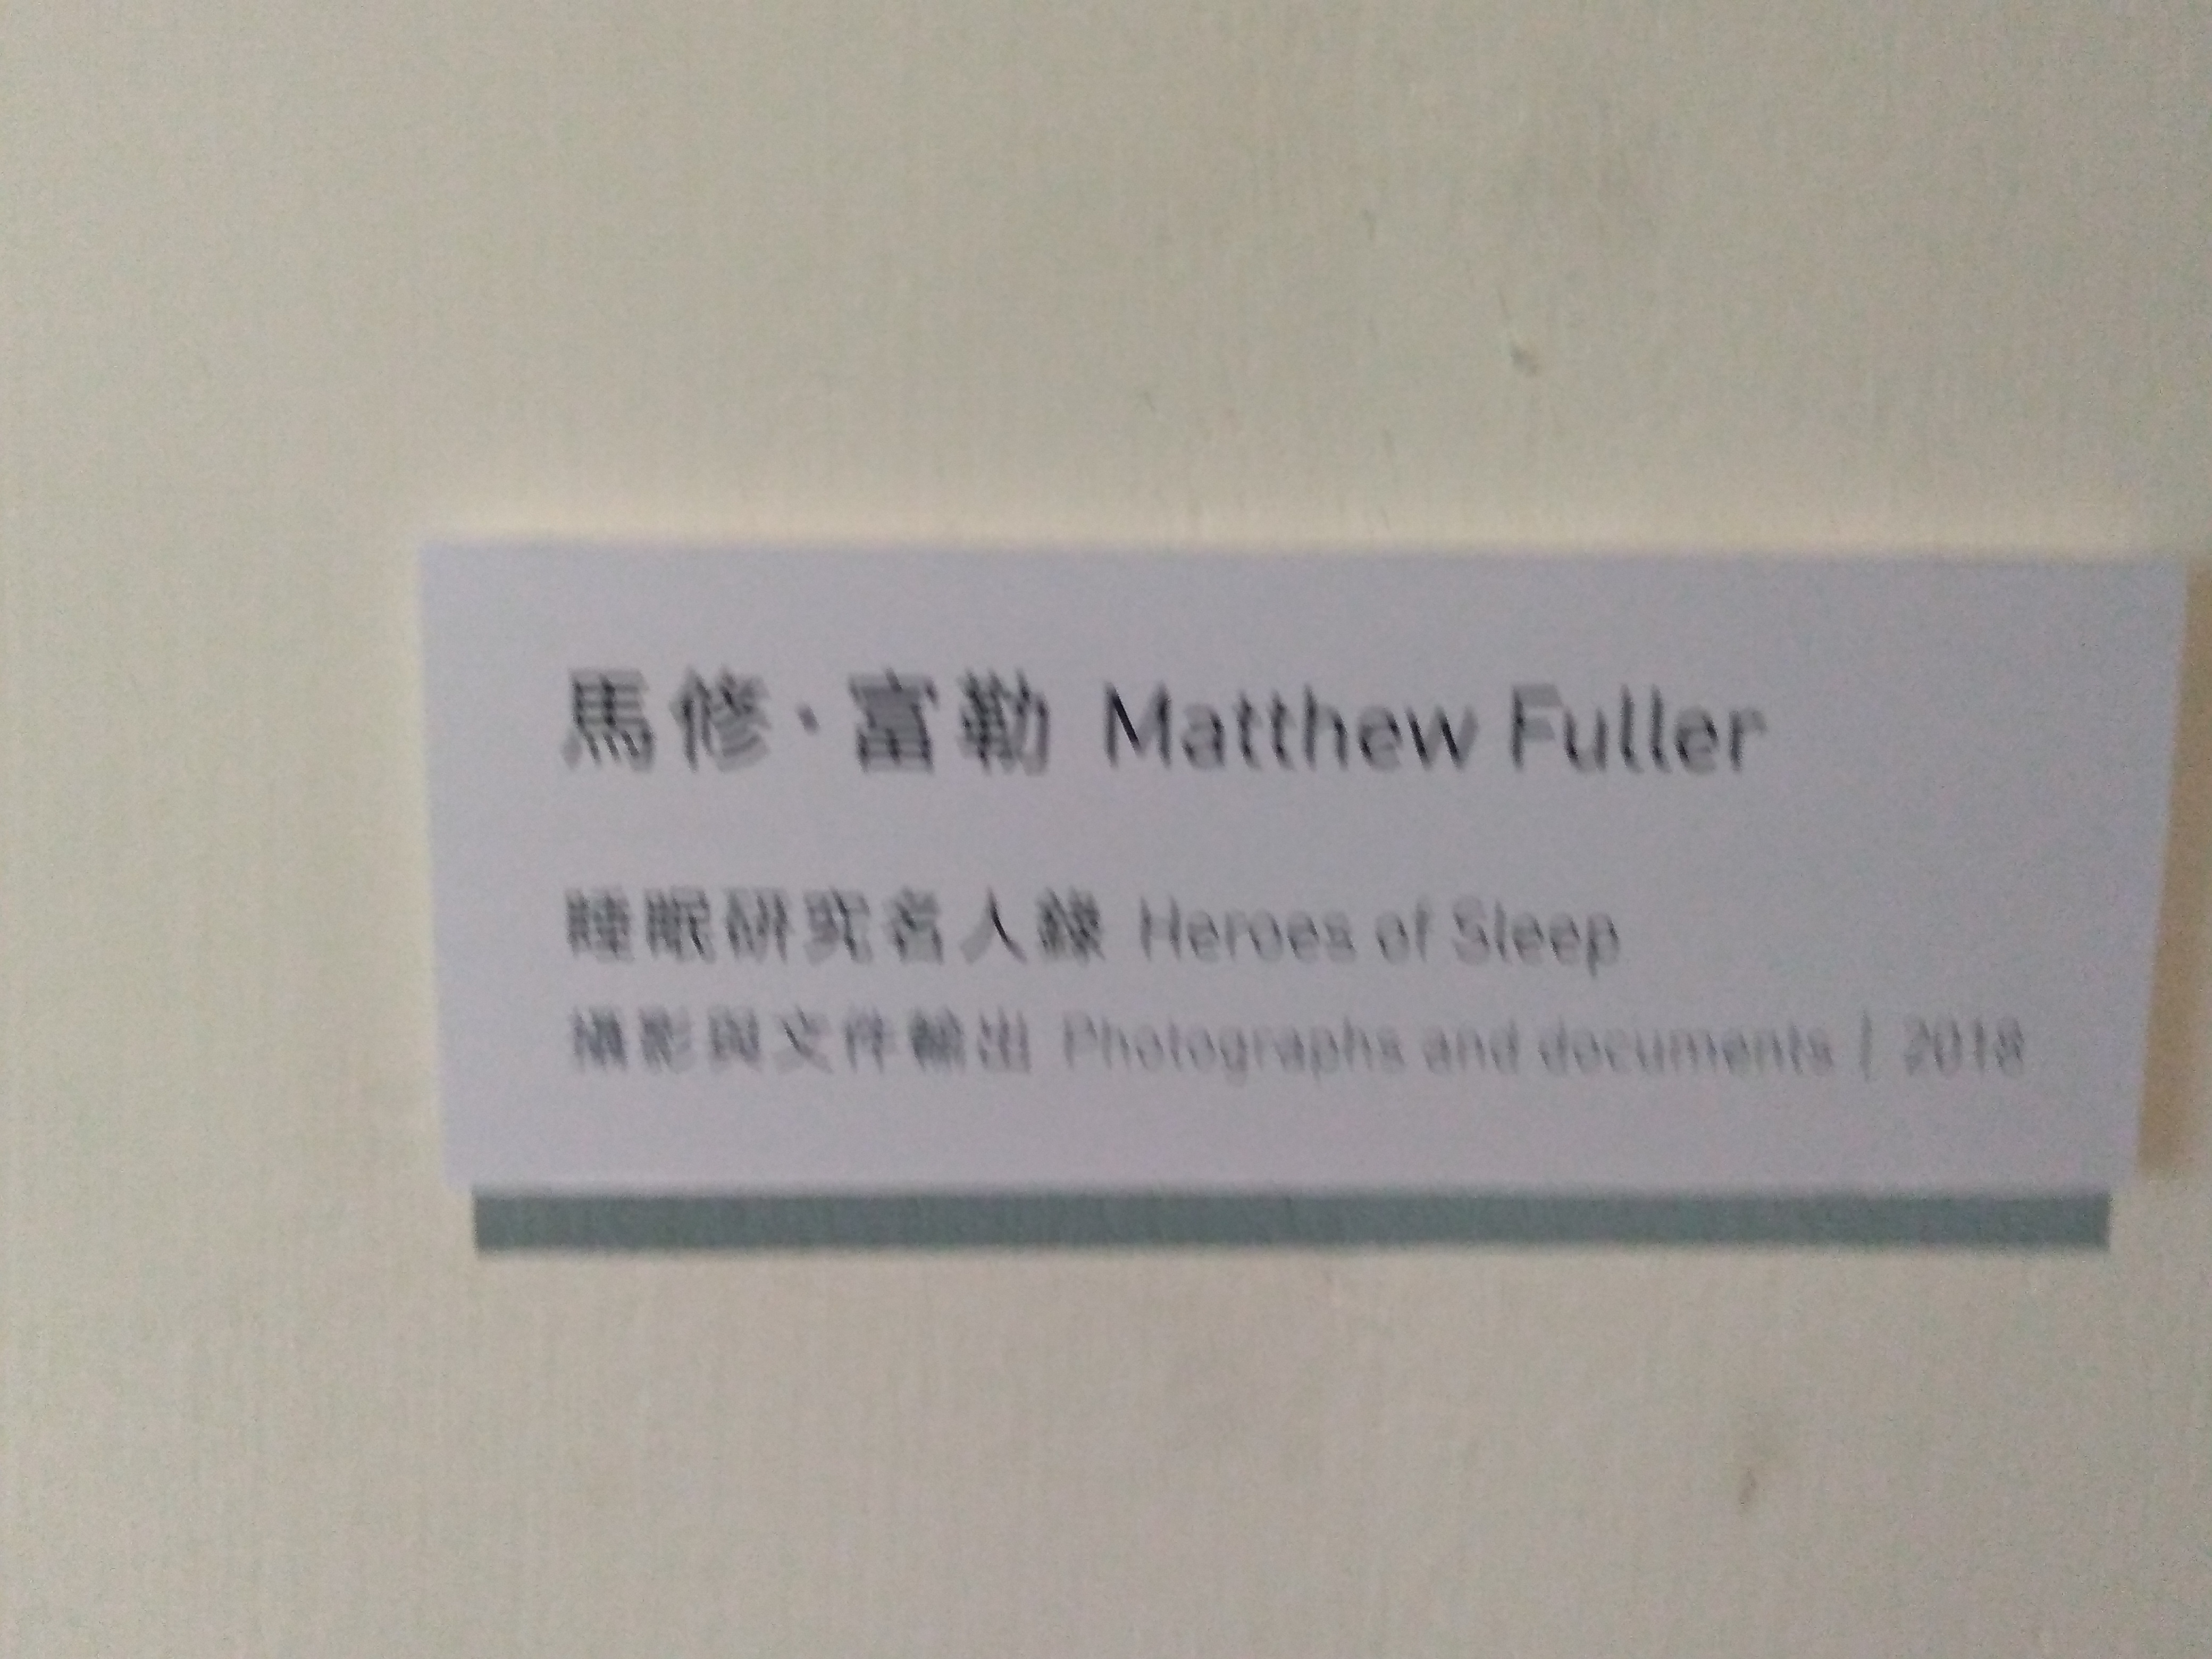 馬修·富勒 Matthew Fuller
睡眠研究名人錄 Heroes of Sleep
攝影與文件輸出 Photographs and documents | 2018